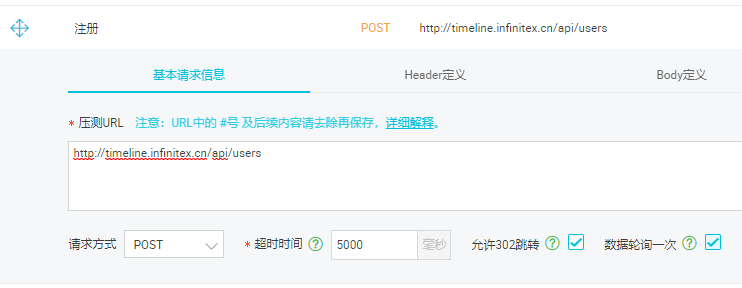 注册 POST http://timeline.infinitex.cn/api/users
基本请求信息 Header定义 Body定义
* 压测URL 注意：URL中的 #号 及后续内容请去除再保存，详细解释。
http://timeline.infinitex.cn/api/users
请求方式 POST * 超时时间 ? 5000 毫秒 允许302跳转 ? 数据轮询一次 ?